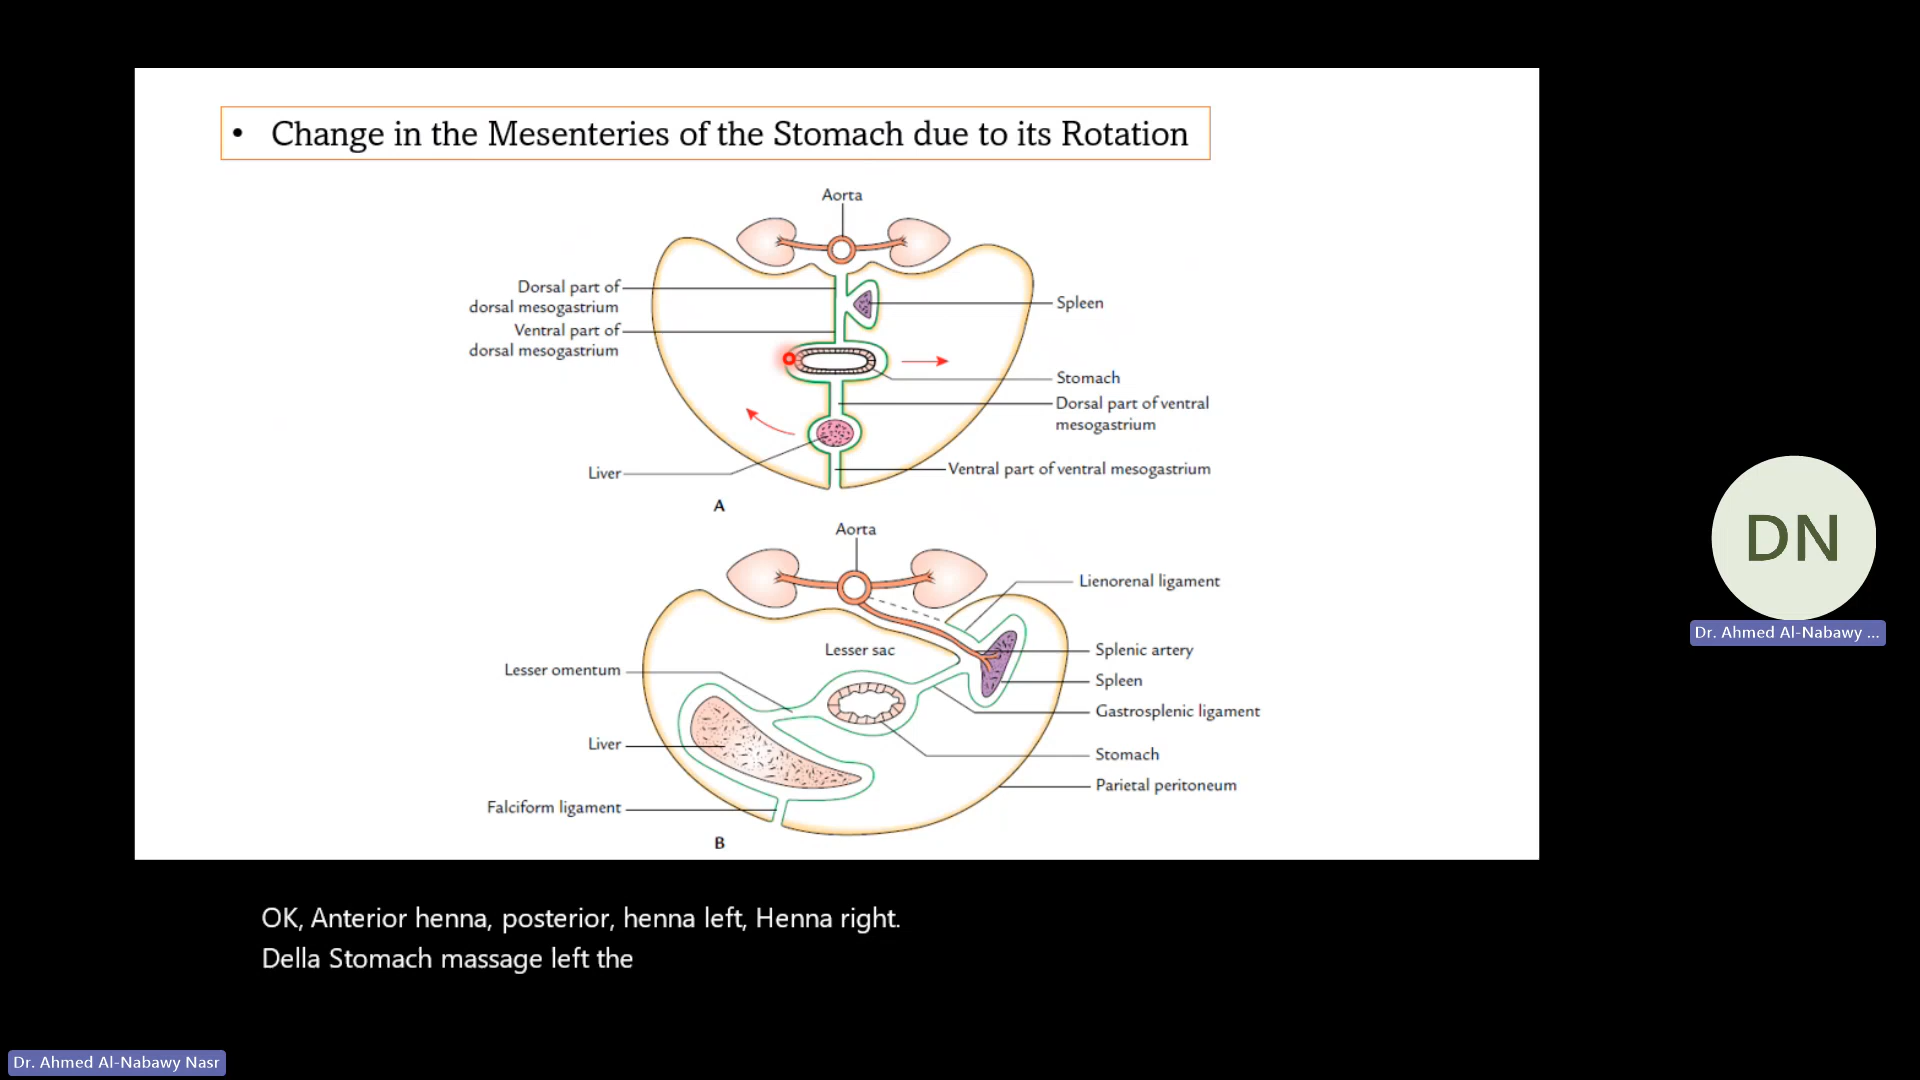 • Change in the Mesenteries of the Stomach due to its Rotation
Aorta
Dorsal part of
dorsal mesogastrium
Ventral part of
dorsal mesogastrium
Spleen
Stomach
Dorsal part of ventral
mesogastrium
Liver
Ventral part of ventral mesogastrium
A
Aorta
Lienorenal ligament
Lesser sac
Splenic artery
Lesser omentum
Spleen
Gastrosplenic ligament
Liver
Stomach
Parietal peritoneum
Falciform ligament
B
DN
Dr. Ahmed Al-Nabawy ...
OK, Anterior henna, posterior, henna left, Henna right.
Della Stomach massage left the
Dr. Ahmed Al-Nabawy Nasr